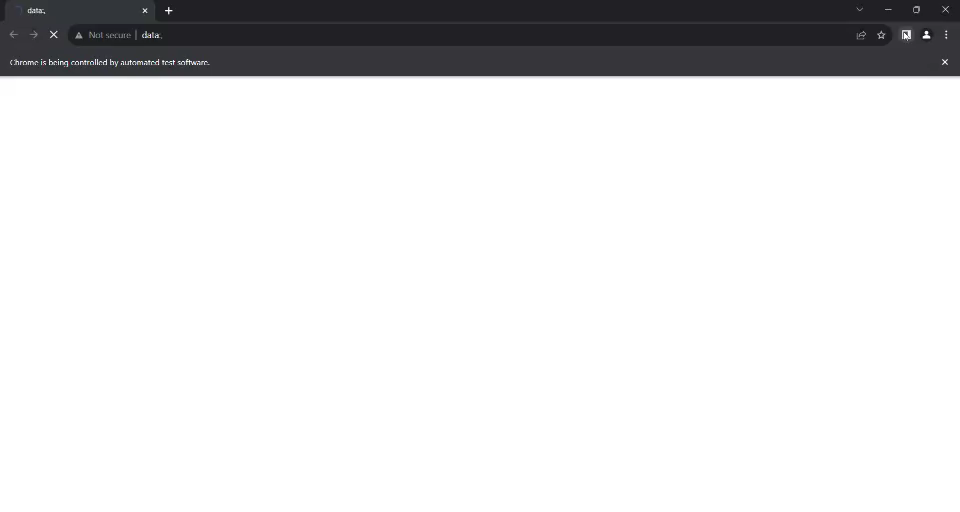 data:,
Not secure | data:,
Chrome is being controlled by automated test software.